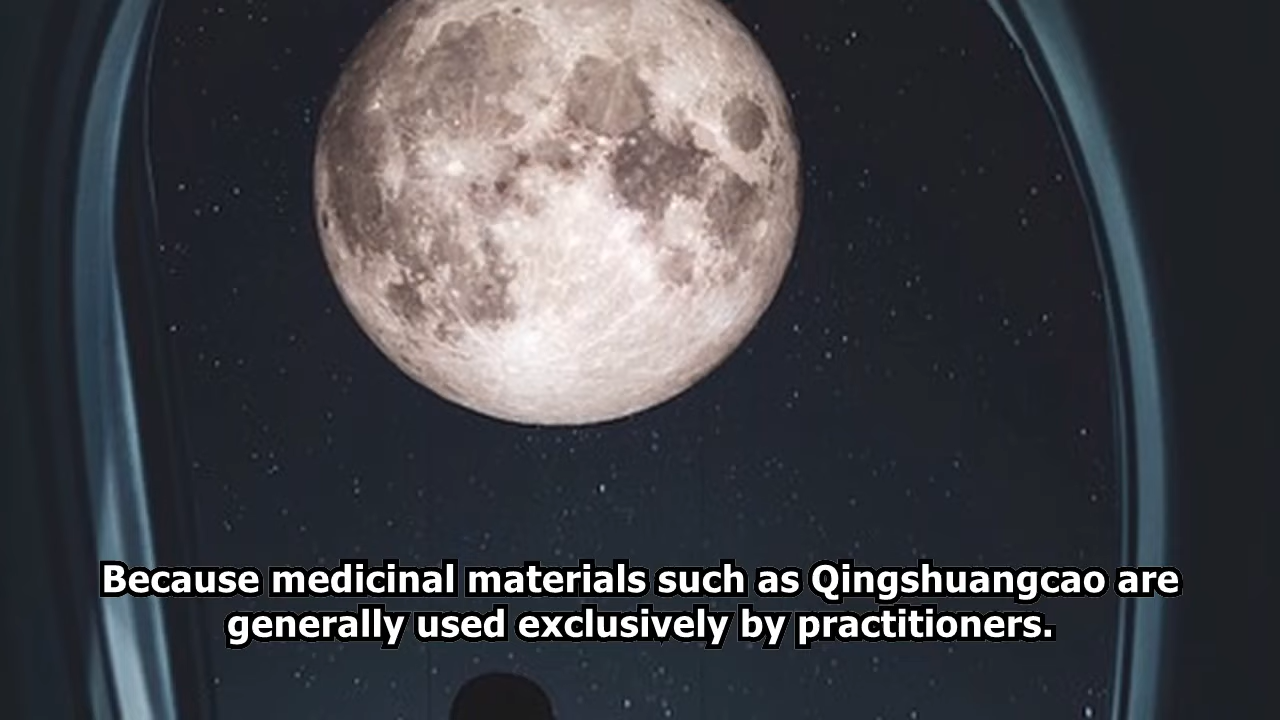 Because medicinal materials such as Qingshuangcao are
generally used exclusively by practitioners.